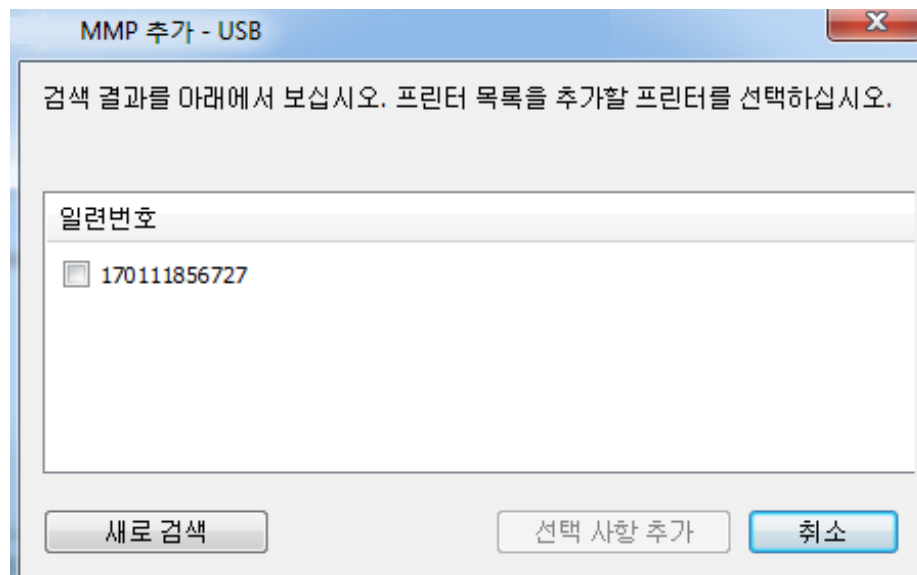 MMP 추가 - USB
검색 결과를 아래에서 보십시오. 프린터 목록을 추가할 프린터를 선택하십시오.
일련번호
170111856727
새로 검색
선택 사항 추가
취소